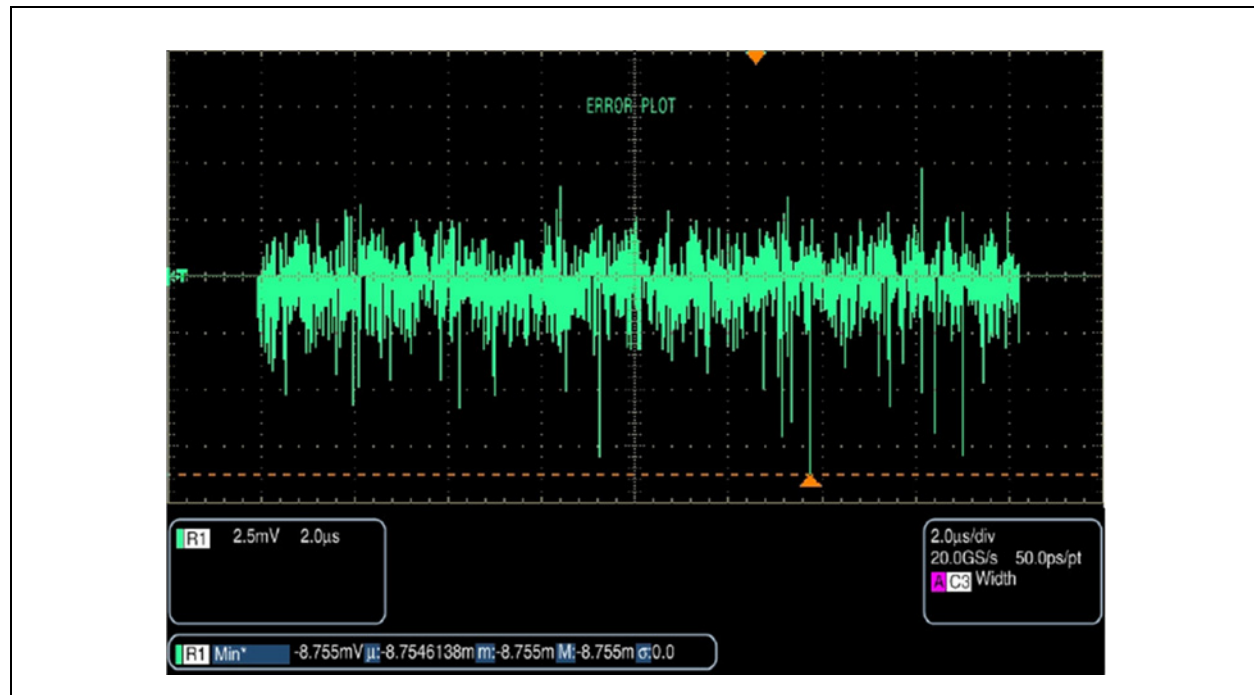 ERROR PLOT
T
R1 2.5mV 2.0µs
2.0µs/div
20.0GS/s 50.0ps/pt
A C3 Width
R1 Min* -8.755mV µ:-8.7546138m m:-8.755m M:-8.755m σ:0.0